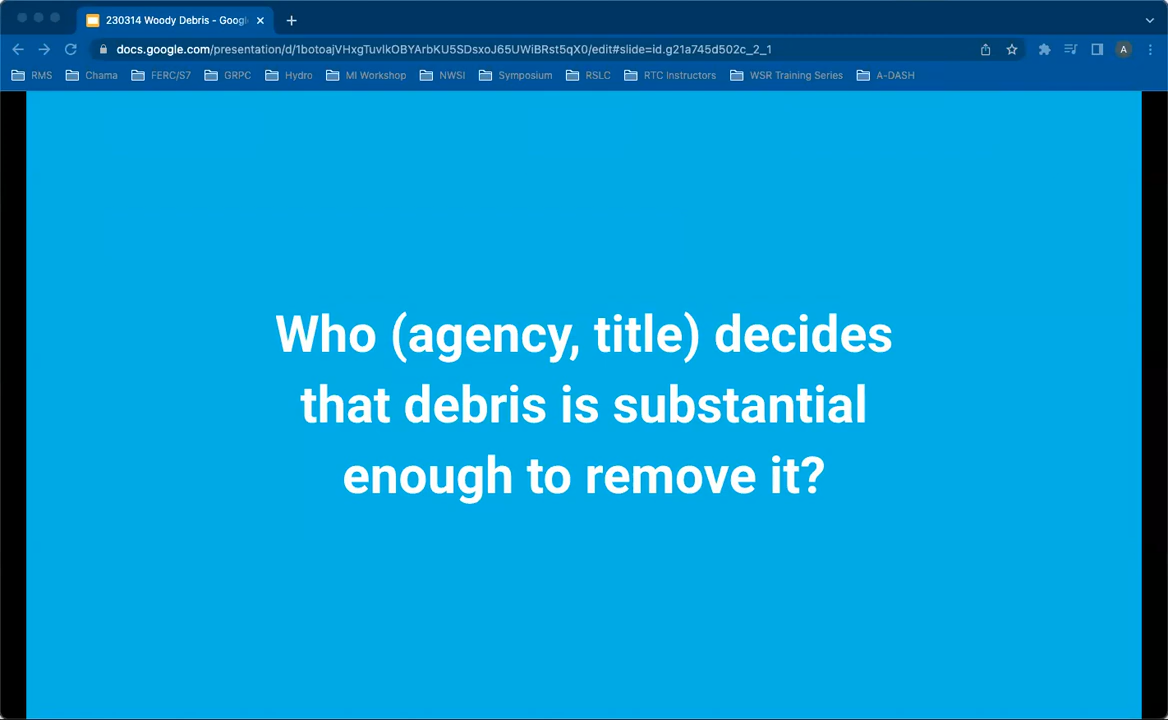 230314 Woody Debris - Googl
docs.google.com/presentation/d/1botoajVHxgTuvlkOBYArbKU5SDsxoJ65UWiBRst5qX0/edit#slide=id.g21a745d502c_2_1
A
RMS Chama FERC/S7 GRPC Hydro MI Workshop NWSI Symposium RSLC RTC Instructors WSR Training Series A-DASH
Who (agency, title) decides
that debris is substantial
enough to remove it?